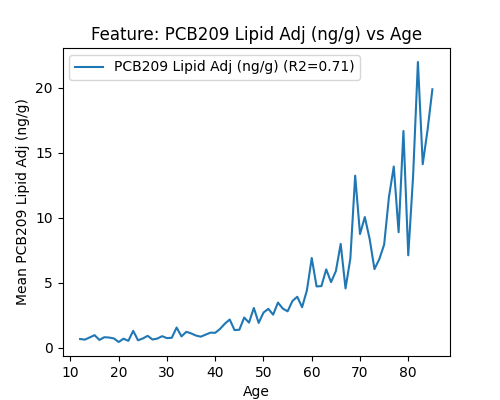 Feature: PCB209 Lipid Adj (ng/g) vs Age
PCB209 Lipid Adj (ng/g) (R2=0.71)
Mean PCB209 Lipid Adj (ng/g)
20
15
10
5
0
10 20 30 40 50 60 70 80
Age